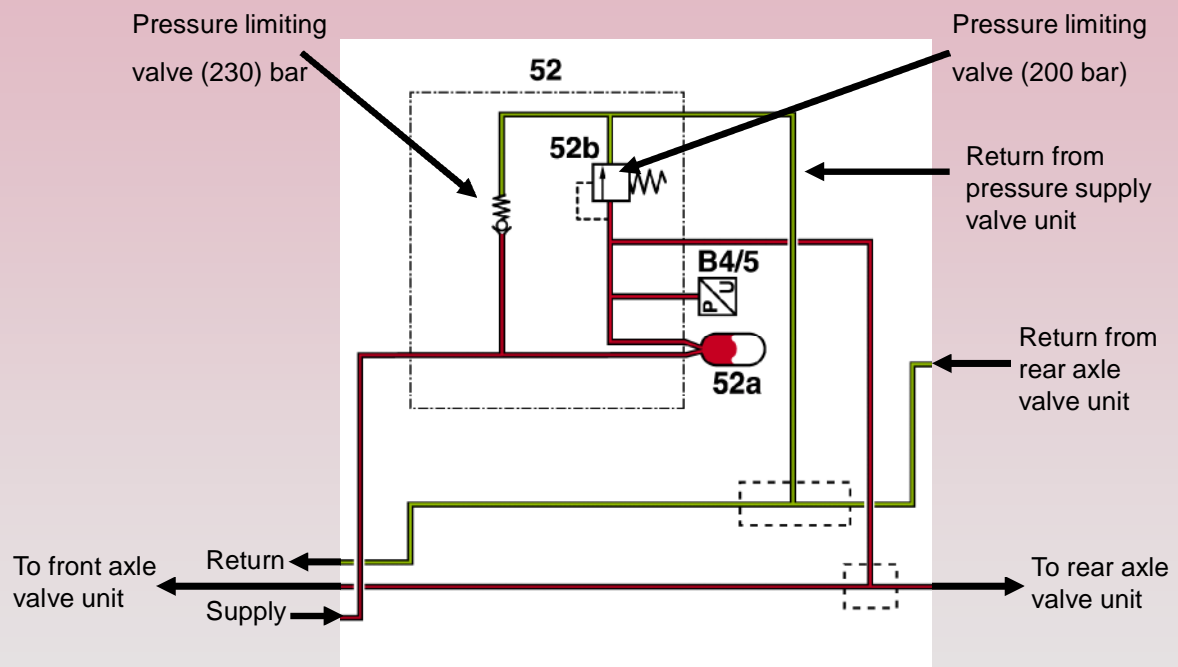 Pressure limiting
valve (230) bar
Pressure limiting
valve (200 bar)
52
52b
Return from
pressure supply
valve unit
B4/5
P
U
52a
Return from
rear axle
valve unit
To front axle
valve unit
Return
Supply
To rear axle
valve unit